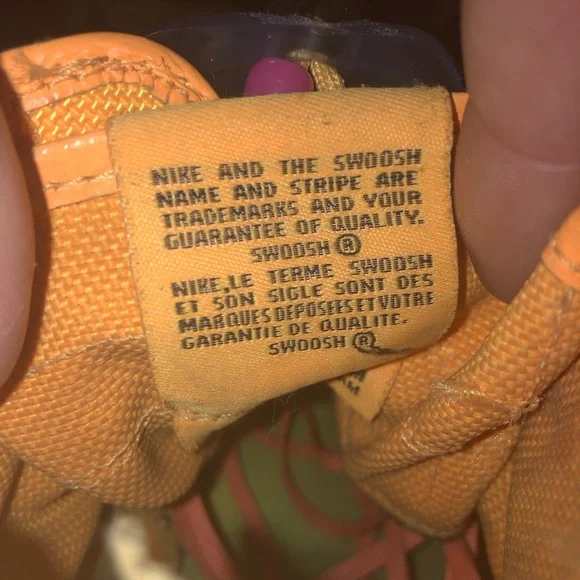 NIKE AND THE SWOOSH
NAME AND STRIPE ARE
TRADEMARKS AND YOUR
GUARANTEE OF QUALITY.
SWOOSH ®
NIKE,LE TERME SWOOSH
ET SON SIGLE SONT DES
MARQUES DEPOSEES ET VOTRE
GARANTIE DE QUALITE.
SWOOSH ®